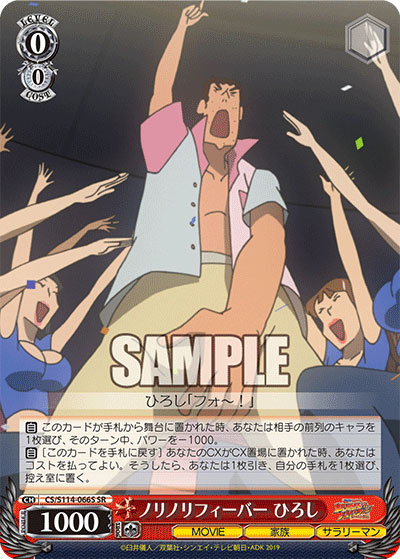 LEVEL
0
0
COST
SAMPLE
ひろし「フォ～！」
自 このカードが手札から舞台に置かれた時、あなたは相手の前列のキャラを
1枚選び、そのターン中、パワーを－1000。
自 [このカードを手札に戻す] あなたのCXがCX置場に置かれた時、あなたは
コストを払ってよい。そうしたら、あなたは1枚引き、自分の手札を1枚選び、
控え室に置く。
CH
CS/S114-066S SR
POWER
1000
ノリノリフィーバー ひろし
MOVIE
家族
サラリーマン
©臼井儀人／双葉社・シンエイ・テレビ朝日・ADK 2019